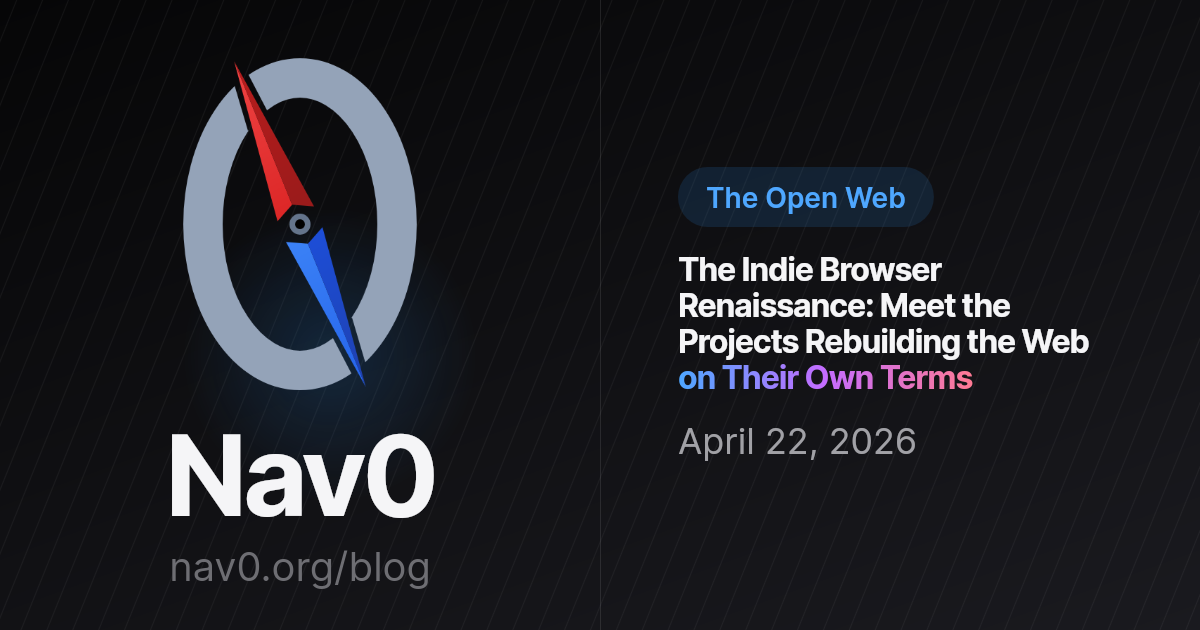 Nav0
nav0.org/blog
The Open Web
The Indie Browser
Renaissance: Meet the
Projects Rebuilding the Web
on Their Own Terms
April 22, 2026